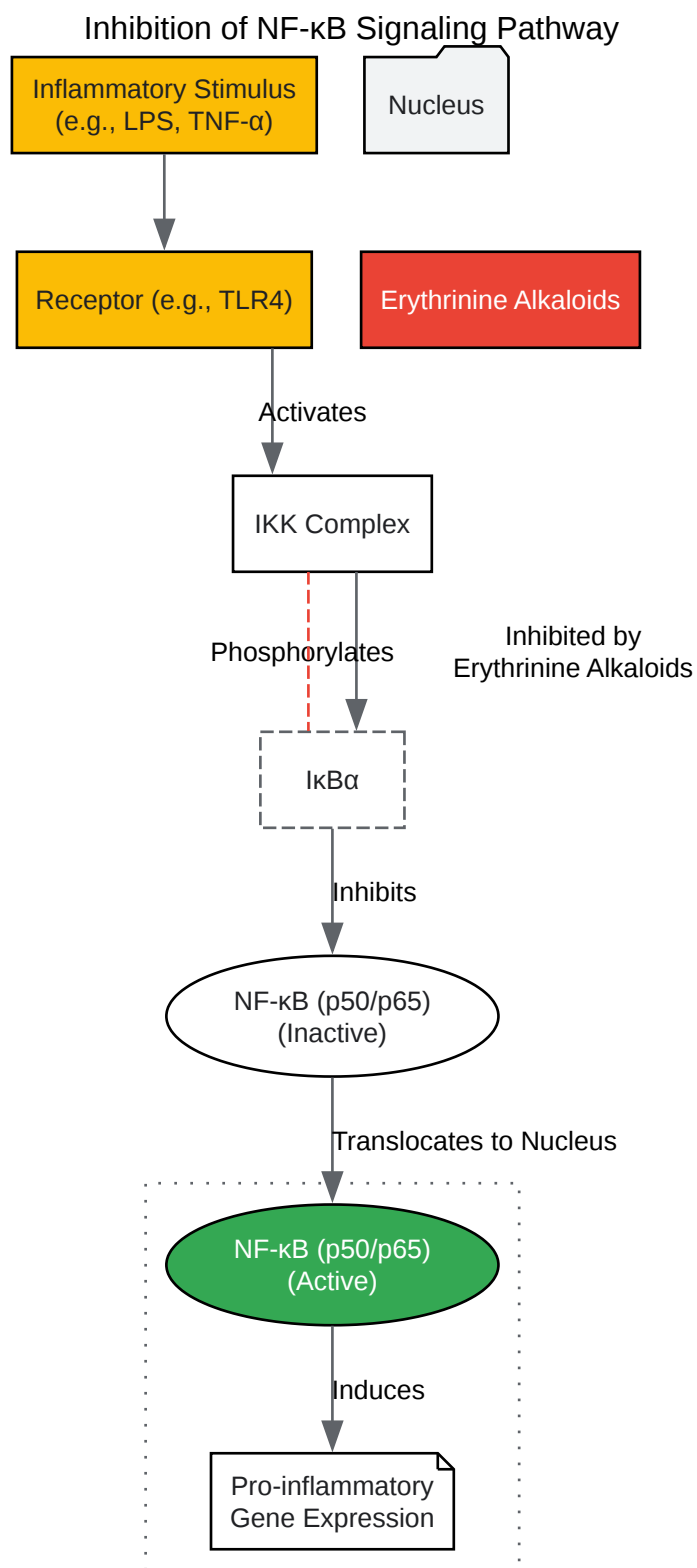 Inhibition of NF-κB Signaling Pathway
Inflammatory Stimulus
(e.g., LPS, TNF-α)
Nucleus
Receptor (e.g., TLR4)
Erythrinine Alkaloids
Activates
IKK Complex
Phosphorylates
Inhibited by
Erythrinine Alkaloids
IκBα
Inhibits
NF-κB (p50/p65)
(Inactive)
Translocates to Nucleus
NF-κB (p50/p65)
(Active)
Induces
Pro-inflammatory
Gene Expression